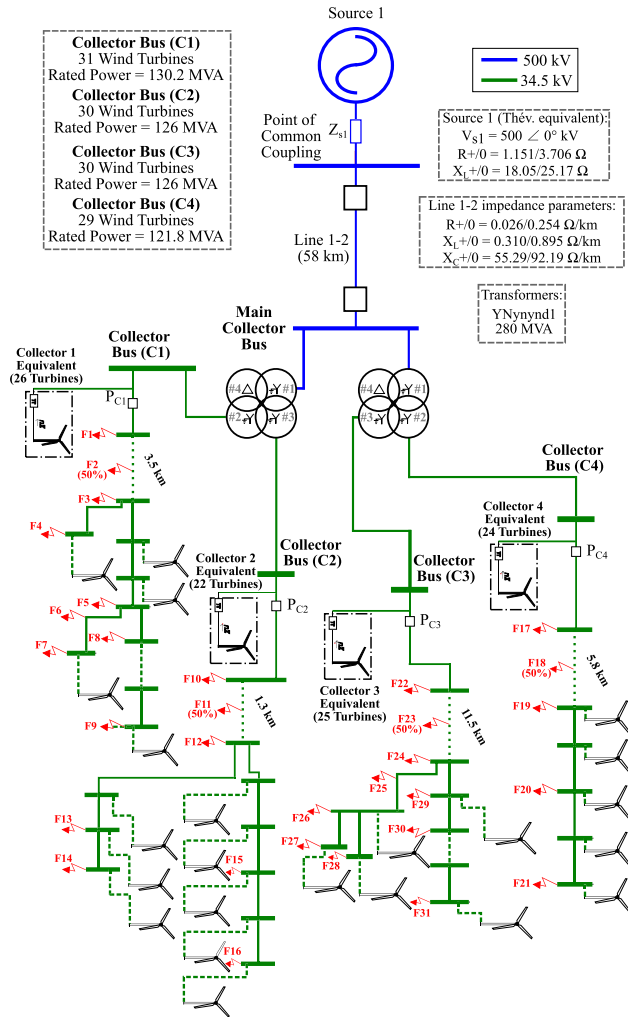 Source 1
Collector Bus (C1)
31 Wind Turbines
Rated Power = 130.2 MVA
Collector Bus (C2)
30 Wind Turbines
Rated Power = 126 MVA
Collector Bus (C3)
30 Wind Turbines
Rated Power = 126 MVA
Collector Bus (C4)
29 Wind Turbines
Rated Power = 121.8 MVA
500 kV
34.5 kV
Point of
Common
Coupling
Zs1
Source 1 (Thév. equivalent):
VS1 = 500 ∠ 0° kV
R+/0 = 1.151/3.706 Ω
XL+/0 = 18.05/25.17 Ω
Line 1-2
(58 km)
Line 1-2 impedance parameters:
R+/0 = 0.026/0.254 Ω/km
XL+/0 = 0.310/0.895 Ω/km
XC+/0 = 55.29/92.19 Ω/km
Transformers:
YNynynd1
280 MVA
Main
Collector
Bus
Collector
Bus (C1)
Collector 1
Equivalent
(26 Turbines)
PC1
#4△ #1
#2 #3
#4△ #1
#3 #2
F1
F2
(50%)
3.5 km
F3
F4
F5
F6
F7
F8
F9
Collector
Bus (C2)
Collector 2
Equivalent
(22 Turbines)
PC2
F10
F11
(50%)
1.3 km
F12
F13
F14
F15
F16
Collector
Bus (C3)
PC3
Collector 3
Equivalent
(25 Turbines)
F22
F23
(50%)
11.5 km
F24
F25
F26
F27
F28
F29
F30
F31
Collector
Bus (C4)
Collector 4
Equivalent
(24 Turbines)
PC4
F17
F18
(50%)
5.8 km
F19
F20
F21